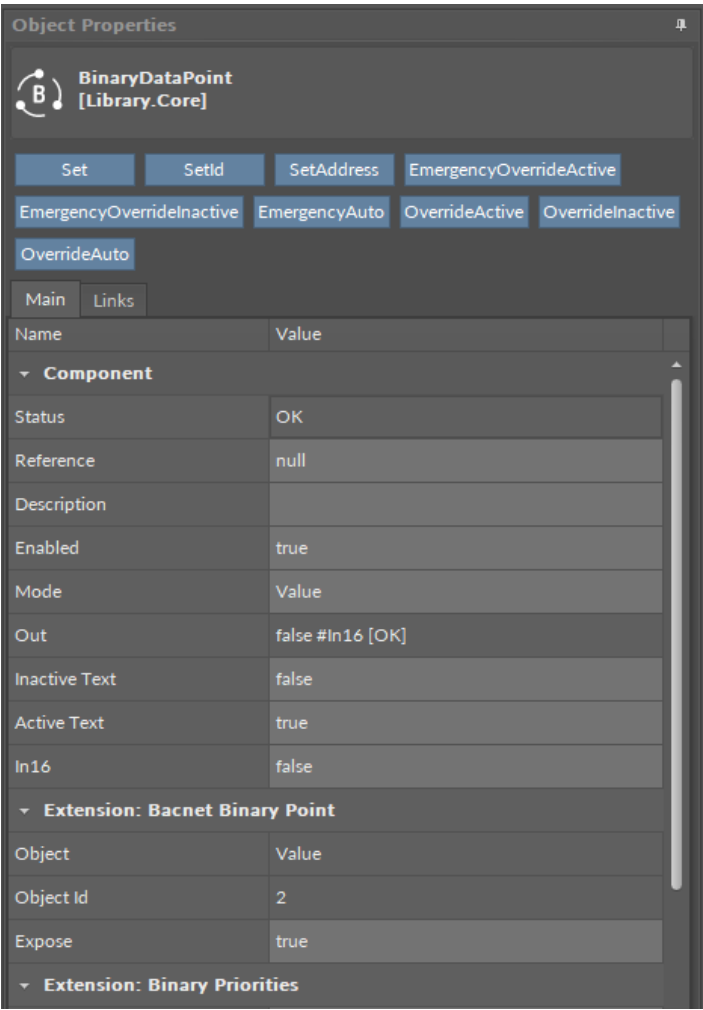 Object Properties
B
BinaryDataPoint
[Library.Core]
Set SetId SetAddress EmergencyOverrideActive
EmergencyOverrideInactive EmergencyAuto OverrideActive OverrideInactive
OverrideAuto
Main Links
Name Value
Component
Status OK
Reference null
Description
Enabled true
Mode Value
Out false #In16 [OK]
Inactive Text false
Active Text true
In16 false
Extension: Bacnet Binary Point
Object Value
Object Id 2
Expose true
Extension: Binary Priorities